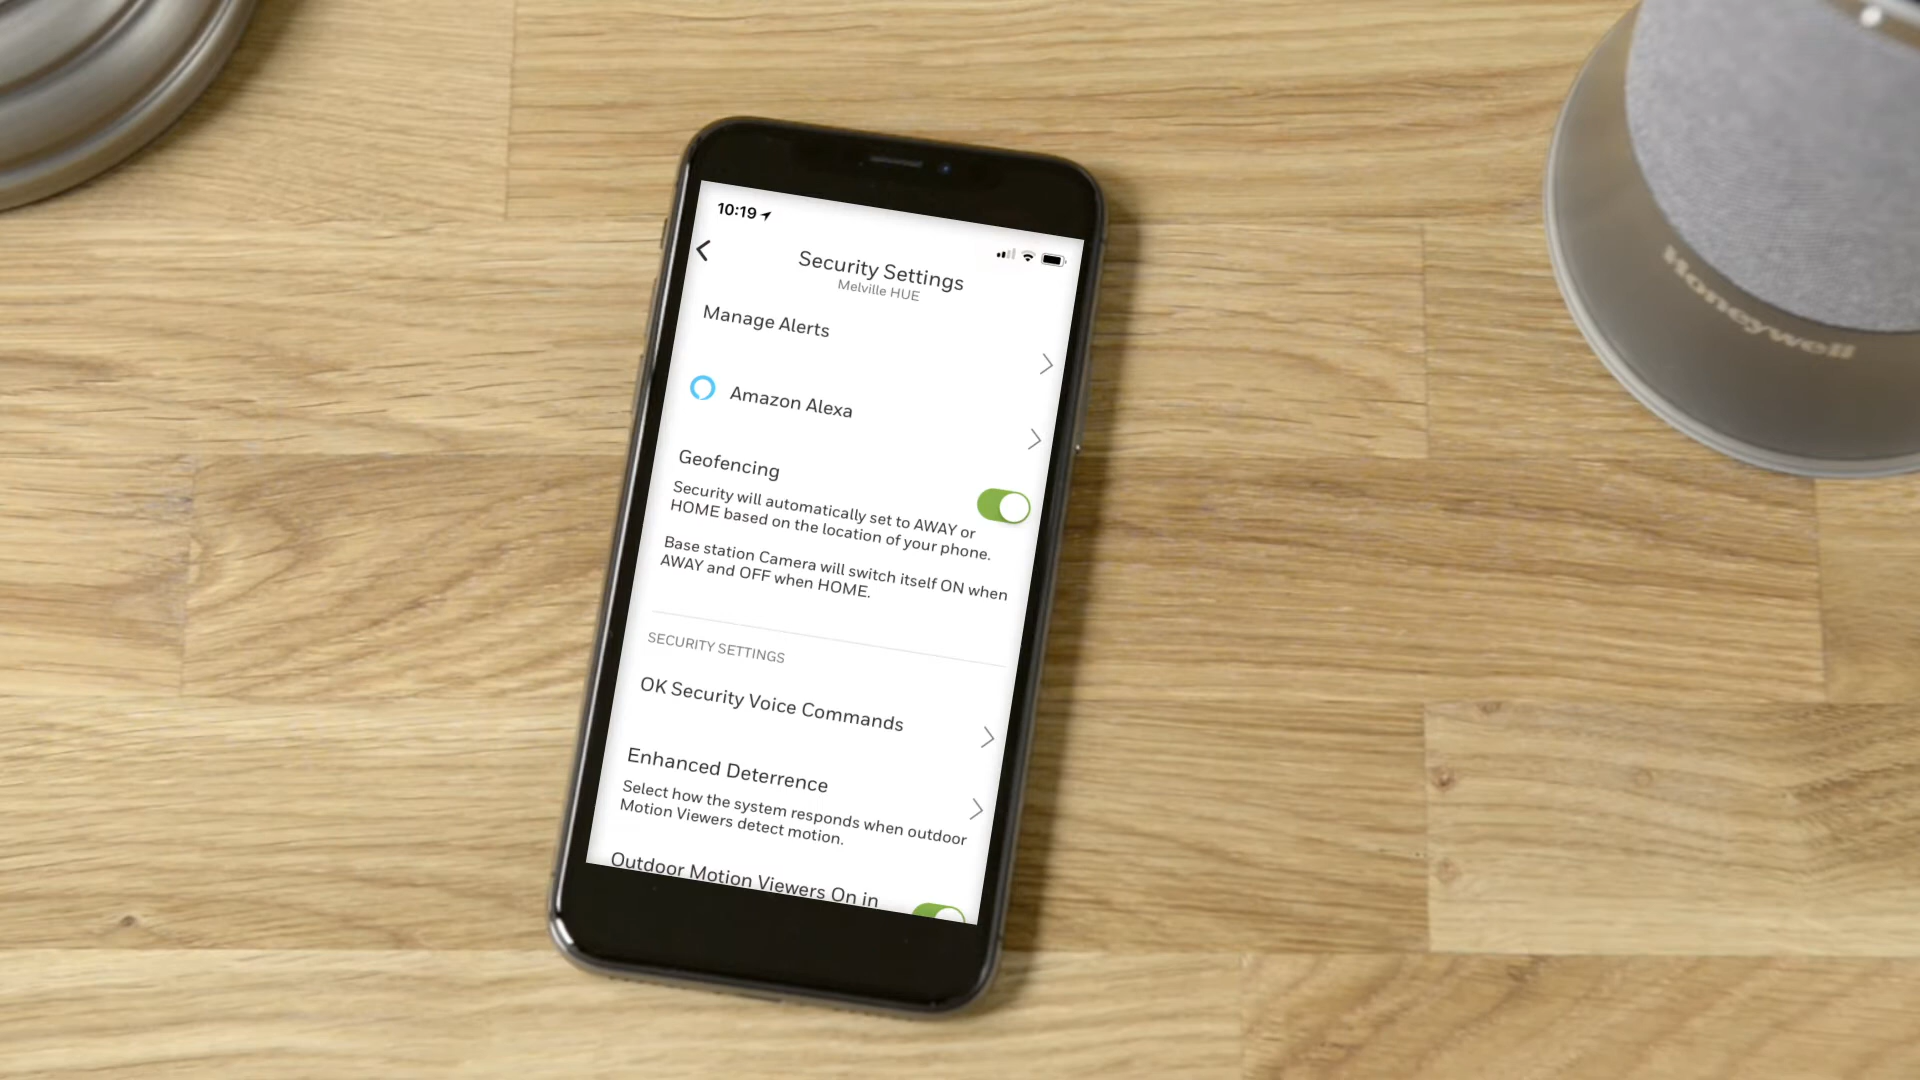 10:19
Security Settings
Melville HUE
Manage Alerts
Amazon Alexa
Geofencing
Security will automatically set to AWAY or
HOME based on the location of your phone.
Base station Camera will switch itself ON when
AWAY and OFF when HOME.
SECURITY SETTINGS
OK Security Voice Commands
Enhanced Deterrence
Select how the system responds when outdoor
Motion Viewers detect motion.
Outdoor Motion Viewers On in
Honeywell